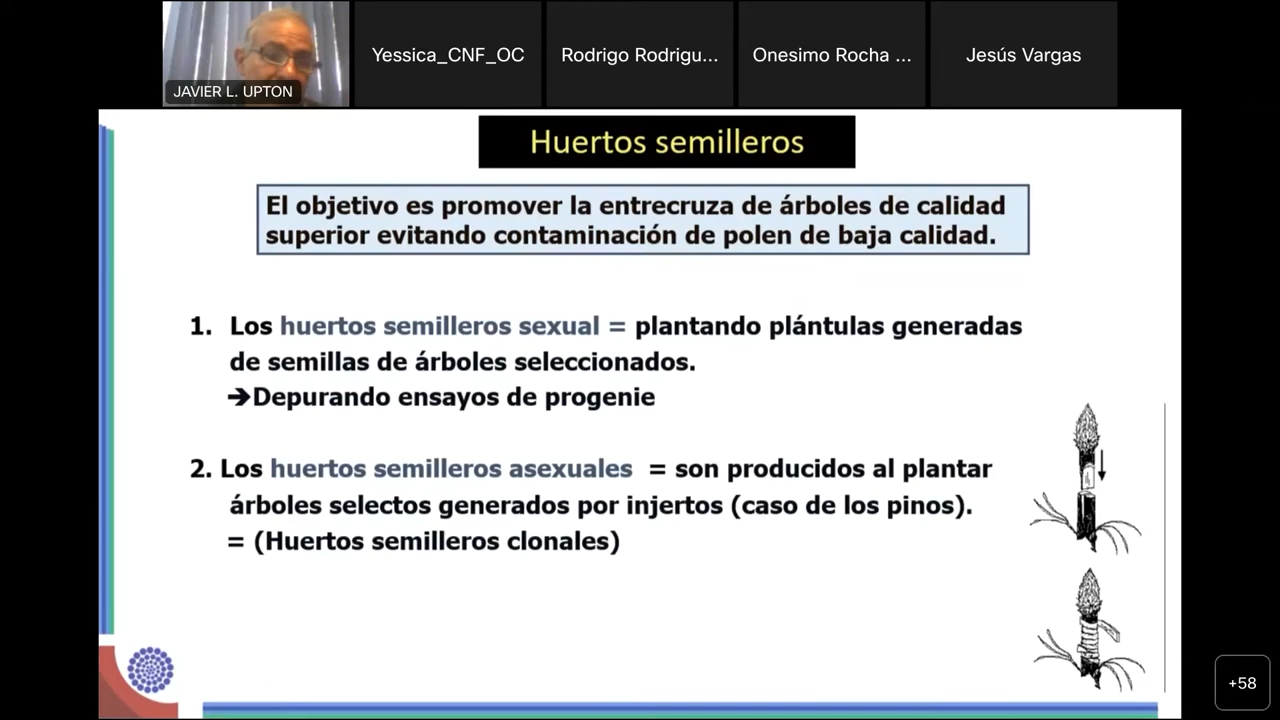 JAVIER L. UPTON
Yessica_CNF_OC
Rodrigo Rodrigu...
Onesimo Rocha ...
Jesús Vargas
Huertos semilleros
El objetivo es promover la entrecruza de árboles de calidad
superior evitando contaminación de polen de baja calidad.
1. Los huertos semilleros sexual = plantando plántulas generadas
de semillas de árboles seleccionados.
➔Depurando ensayos de progenie
2. Los huertos semilleros asexuales = son producidos al plantar
árboles selectos generados por injertos (caso de los pinos).
= (Huertos semilleros clonales)
+58